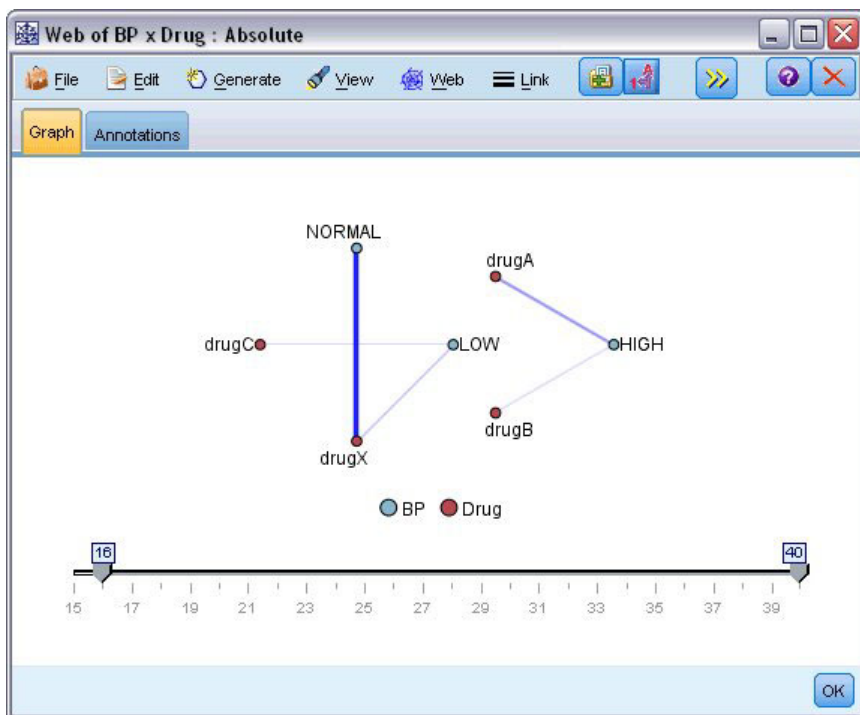 Web of BP x Drug : Absolute
File Edit Generate View Web Link
Graph Annotations
NORMAL
drugA
drugC LOW HIGH
drugB
drugX
BP Drug
16 40
15 17 19 21 23 25 27 29 31 33 35 37 39
OK